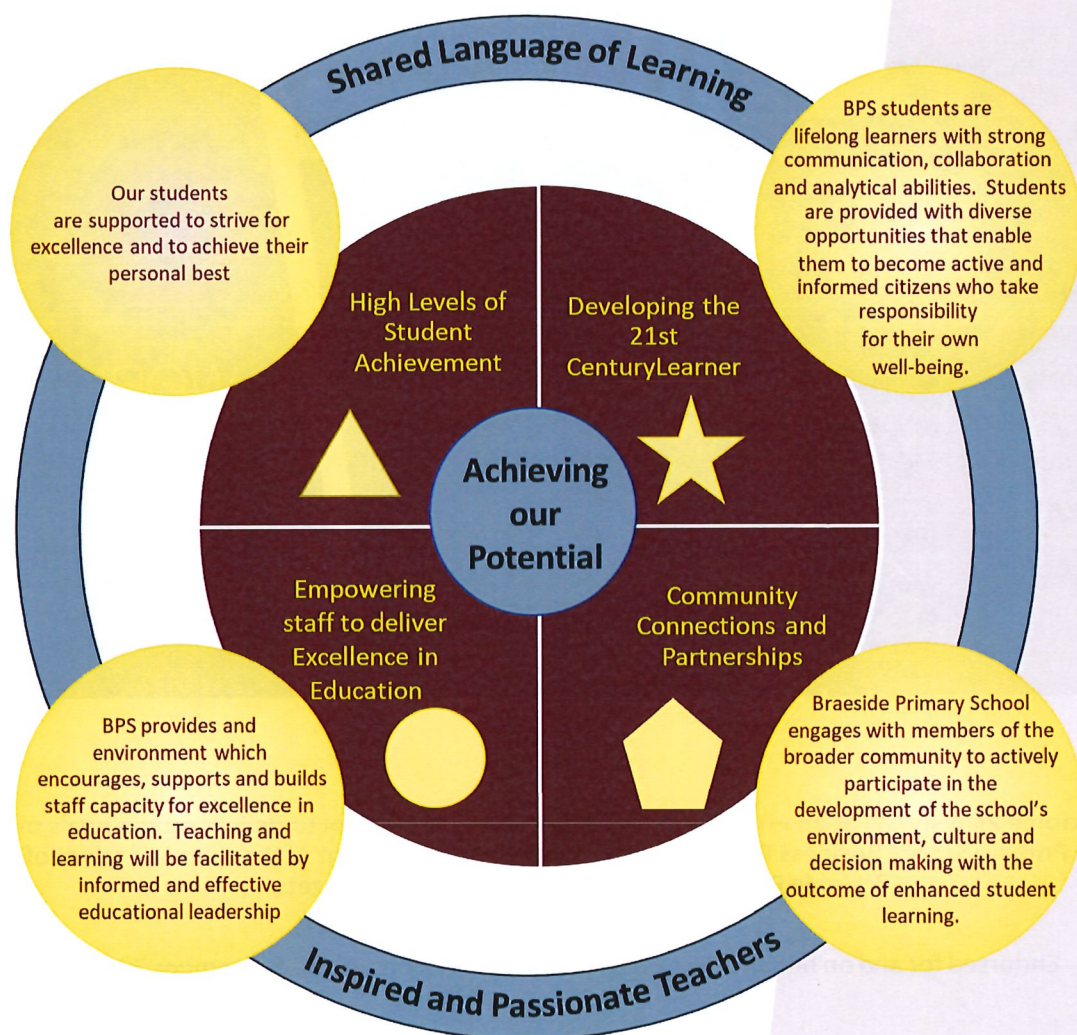 Shared Language of Learning
Our students
are supported to strive for
excellence and to achieve their
personal best
BPS students are
lifelong learners with strong
communication, collaboration
and analytical abilities.  Students
are provided with diverse
opportunities that enable
them to become active and
informed citizens who take
responsibility
for their own
well-being.
High Levels of
Student
Achievement
Developing the
21st
CenturyLearner
Achieving
our
Potential
Empowering
staff to deliver
Excellence in
Education
Community
Connections and
Partnerships
BPS provides and
environment which
encourages, supports and builds
staff capacity for excellence in
education.  Teaching and
learning will be facilitated by
informed and effective
educational leadership
Braeside Primary School
engages with members of the
broader community to actively
participate in the
development of the school's
environment, culture and
decision making with the
outcome of enhanced student
learning.
Inspired and Passionate Teachers